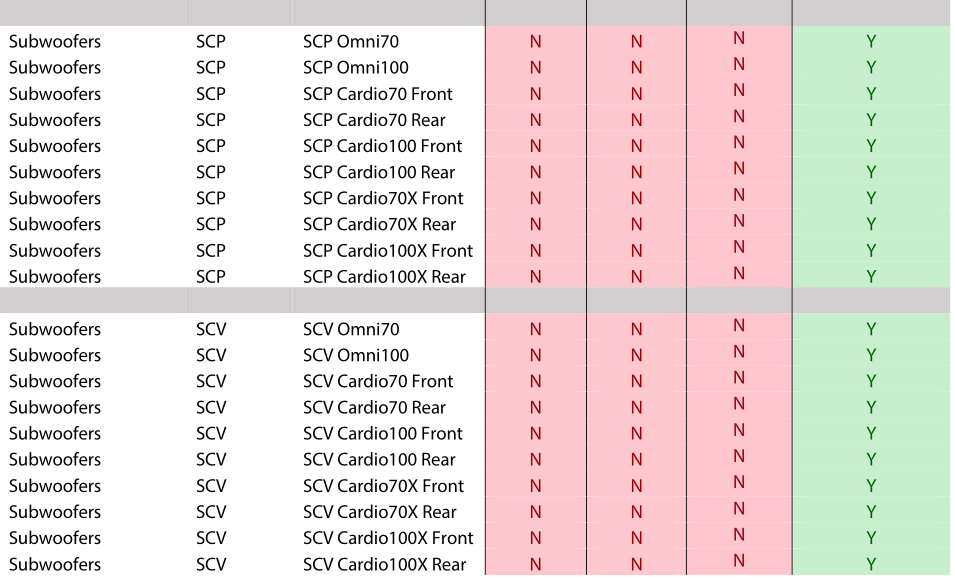 Subwoofers SCP SCP Omni70 N N N Y
Subwoofers SCP SCP Omni100 N N N Y
Subwoofers SCP SCP Cardio70 Front N N N Y
Subwoofers SCP SCP Cardio70 Rear N N N Y
Subwoofers SCP SCP Cardio100 Front N N N Y
Subwoofers SCP SCP Cardio100 Rear N N N Y
Subwoofers SCP SCP Cardio70X Front N N N Y
Subwoofers SCP SCP Cardio70X Rear N N N Y
Subwoofers SCP SCP Cardio100X Front N N N Y
Subwoofers SCP SCP Cardio100X Rear N N N Y
Subwoofers SCV SCV Omni70 N N N Y
Subwoofers SCV SCV Omni100 N N N Y
Subwoofers SCV SCV Cardio70 Front N N N Y
Subwoofers SCV SCV Cardio70 Rear N N N Y
Subwoofers SCV SCV Cardio100 Front N N N Y
Subwoofers SCV SCV Cardio100 Rear N N N Y
Subwoofers SCV SCV Cardio70X Front N N N Y
Subwoofers SCV SCV Cardio70X Rear N N N Y
Subwoofers SCV SCV Cardio100X Front N N N Y
Subwoofers SCV SCV Cardio100X Rear N N N Y